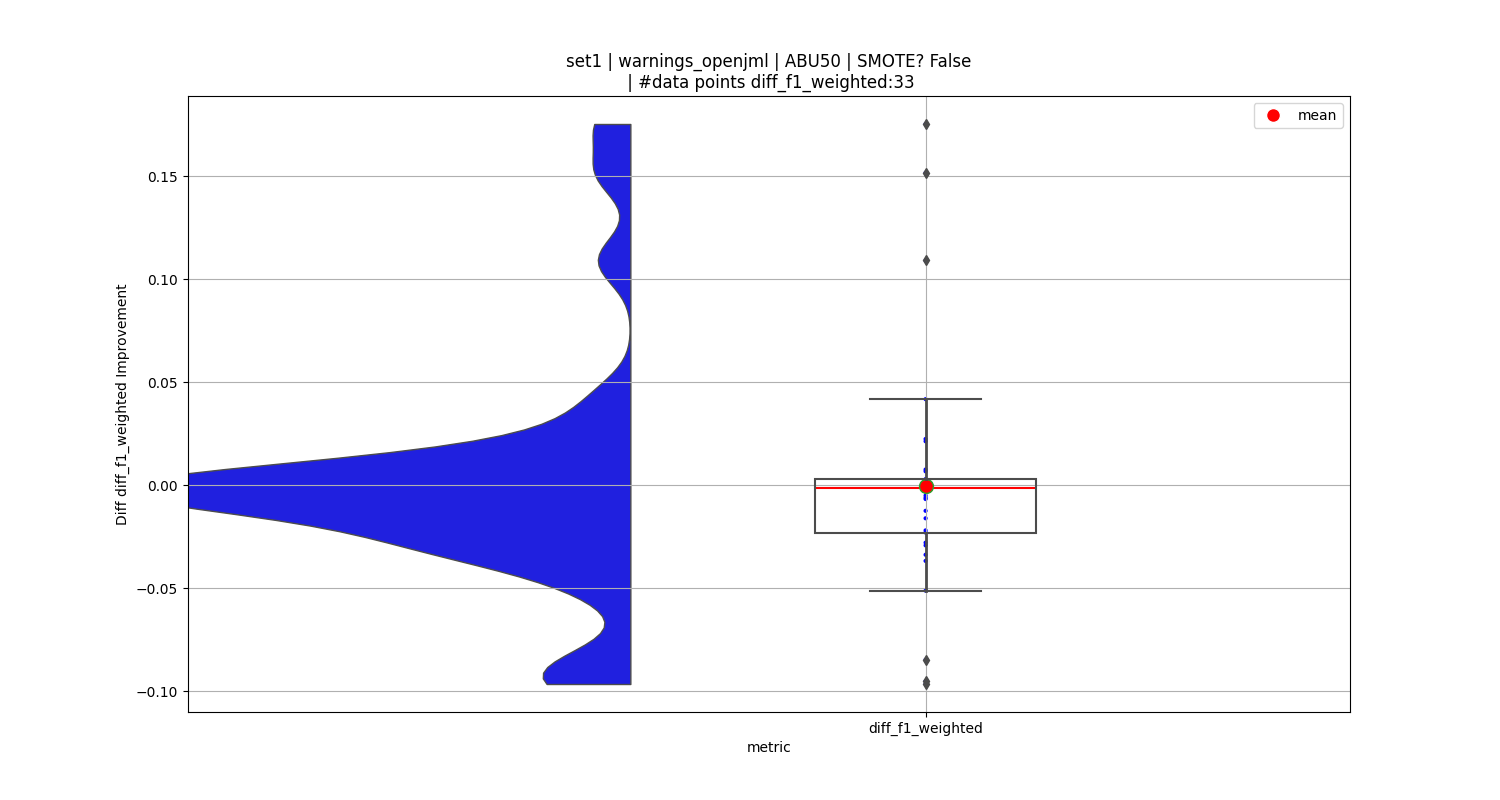 set1 | warnings_openjml | ABU50 | SMOTE? False
| #data points diff_f1_weighted:33
mean
0.15
0.10
0.05
0.00
−0.05
−0.10
Diff diff_f1_weighted Improvement
diff_f1_weighted
metric